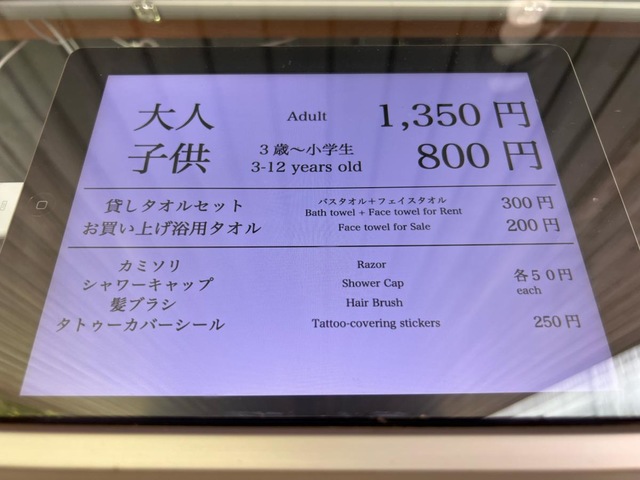 大人 Adult 1,350 円
子供 3歳～小学生 3-12 years old 800 円
貸しタオルセット バスタオル+フェイスタオル Bath towel + Face towel for Rent 300 円
お買い上げ浴用タオル Face towel for Sale 200 円
カミソリ Razor
シャワーキャップ Shower Cap 各50円 each
髪ブラシ Hair Brush
タトゥーカバーシール Tattoo-covering stickers 250 円